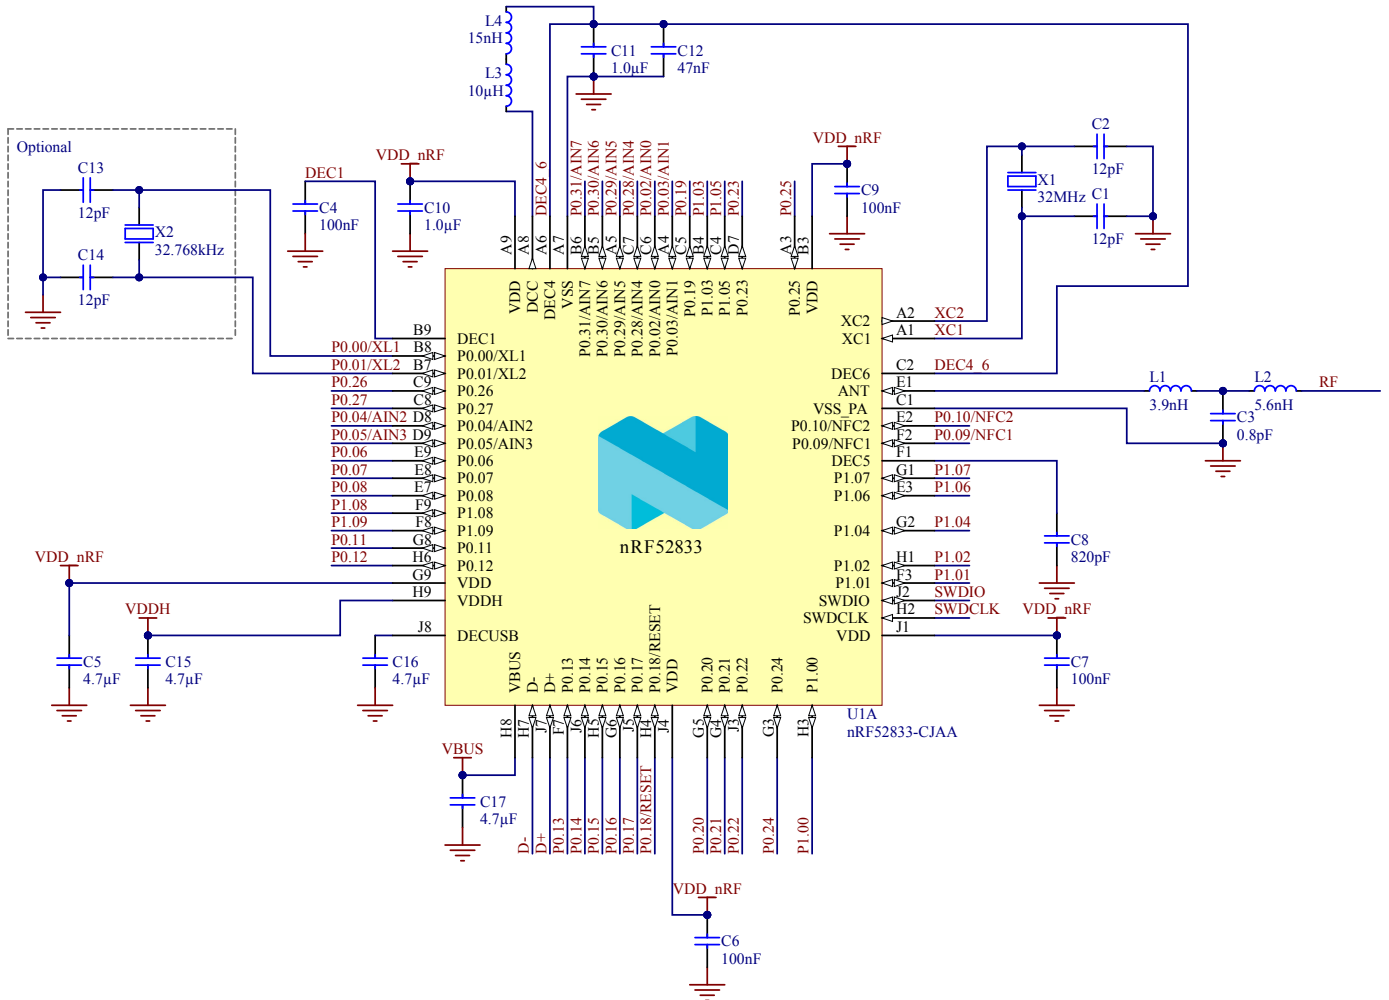 L4
15nH
L3
10µH
C11
1.0µF
C12
47nF
Optional
C13
12pF
X2
32.768kHz
C14
12pF
DEC1
C4
100nF
VDD_nRF
C10
1.0µF
DEC4_6
P0.31/AIN7
P0.30/AIN6
P0.29/AIN5
P0.28/AIN4
P0.02/AIN0
P0.03/AIN1
P0.19
P1.03
P1.05
P0.23
P0.25
VDD_nRF
C9
100nF
C2
12pF
X1
32MHz
C1
12pF
A9
A8
A6
A7
B6
B5
A5
C7
C6
A4
C5
B4
C4
D7
A3
B3
VDD
DCC
DEC4
VSS
P0.31/AIN7
P0.30/AIN6
P0.29/AIN5
P0.28/AIN4
P0.02/AIN0
P0.03/AIN1
P0.19
P1.03
P1.05
P0.23
P0.25
VDD
B9 DEC1
P0.00/XL1 B8 P0.00/XL1
P0.01/XL2 B7 P0.01/XL2
P0.26 C9 P0.26
P0.27 C8 P0.27
P0.04/AIN2 D8 P0.04/AIN2
P0.05/AIN3 D9 P0.05/AIN3
P0.06 E9 P0.06
P0.07 E8 P0.07
P0.08 E7 P0.08
P1.08 F9 P1.08
P1.09 F8 P1.09
P0.11 G8 P0.11
P0.12 H6 P0.12
G9 VDD
H9 VDDH
J8 DECUSB
XC2 A2 XC2
XC1 A1 XC1
DEC6 C2 DEC4_6
ANT E1
VSS_PA C1
P0.10/NFC2 E2 P0.10/NFC2
P0.09/NFC1 F2 P0.09/NFC1
DEC5 F1
P1.07 G1 P1.07
P1.06 E3 P1.06
P1.04 G2 P1.04
P1.02 H1 P1.02
P1.01 F3 P1.01
SWDIO J2 SWDIO
SWDCLK H2 SWDCLK
VDD J1
L1
3.9nH
L2
5.6nH
RF
C3
0.8pF
C8
820pF
VDD_nRF
C7
100nF
nRF52833
VDD_nRF
C5
4.7µF
VDDH
C15
4.7µF
C16
4.7µF
VBUS
D-
D+
P0.13
P0.14
P0.15
P0.16
P0.17
P0.18/RESET
VDD
P0.20
P0.21
P0.22
P0.24
P1.00
U1A
nRF52833-CJAA
H8
H7
J7
F7
J6
H5
G6
J5
H4
J4
G5
G4
J3
G3
H3
VBUS
C17
4.7µF
D-
D+
P0.13
P0.14
P0.15
P0.16
P0.17
P0.18/RESET
P0.20
P0.21
P0.22
P0.24
P1.00
VDD_nRF
C6
100nF